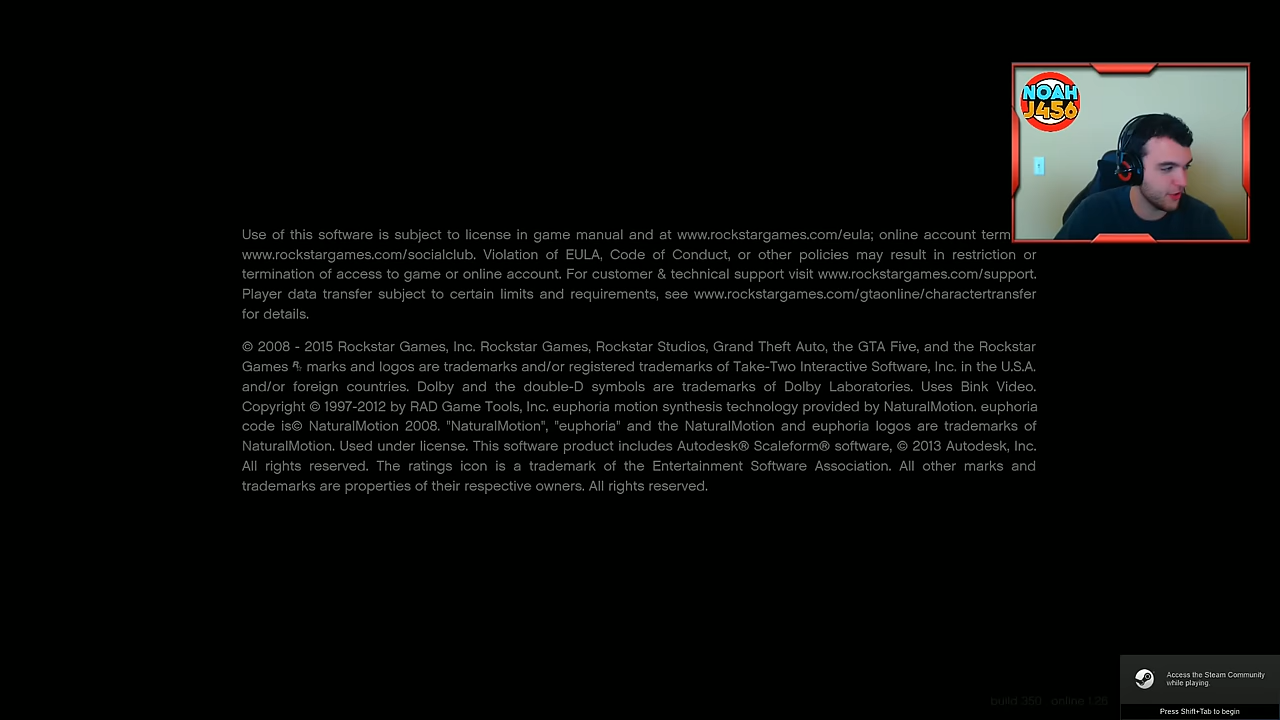 NOAH
J456
Use of this software is subject to license in game manual and at www.rockstargames.com/eula; online account term
www.rockstargames.com/socialclub. Violation of EULA, Code of Conduct, or other policies may result in restriction or
termination of access to game or online account. For customer & technical support visit www.rockstargames.com/support.
Player data transfer subject to certain limits and requirements, see www.rockstargames.com/gtaonline/charactertransfer
for details.
© 2008 - 2015 Rockstar Games, Inc. Rockstar Games, Rockstar Studios, Grand Theft Auto, the GTA Five, and the Rockstar
Games R* marks and logos are trademarks and/or registered trademarks of Take-Two Interactive Software, Inc. in the U.S.A.
and/or foreign countries. Dolby and the double-D symbols are trademarks of Dolby Laboratories. Uses Bink Video.
Copyright © 1997-2012 by RAD Game Tools, Inc. euphoria motion synthesis technology provided by NaturalMotion. euphoria
code is© NaturalMotion 2008. "NaturalMotion", "euphoria" and the NaturalMotion and euphoria logos are trademarks of
NaturalMotion. Used under license. This software product includes Autodesk® Scaleform® software, © 2013 Autodesk, Inc.
All rights reserved. The ratings icon is a trademark of the Entertainment Software Association. All other marks and
trademarks are properties of their respective owners. All rights reserved.
Access the Steam Community
while playing.
Press Shift+Tab to begin